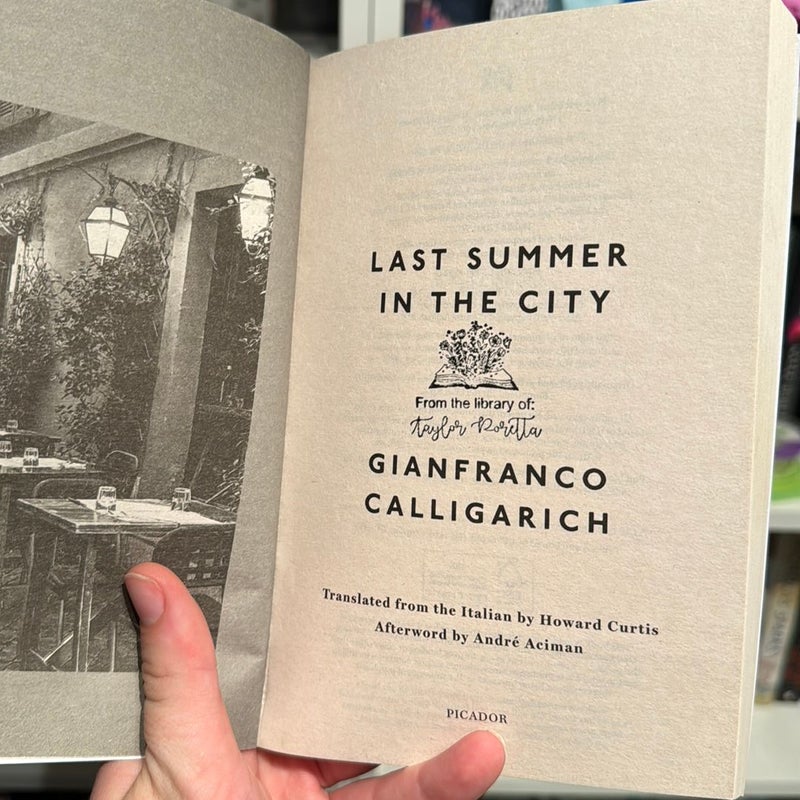 LAST SUMMER
IN THE CITY
From the library of:
Taylor Poretta
GIANFRANCO
CALLIGARICH
Translated from the Italian by Howard Curtis
Afterword by André Aciman
PICADOR